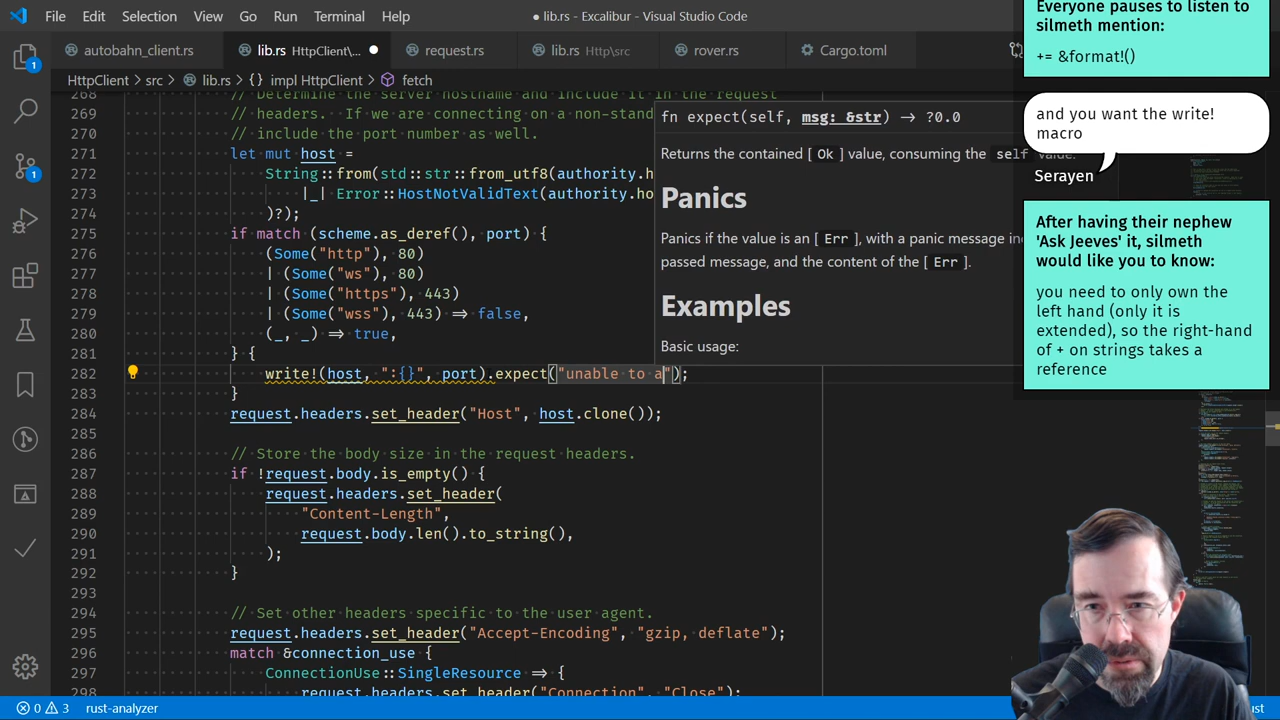 File Edit Selection View Go Run Terminal Help
● lib.rs - Excalibur - Visual Studio Code
autobahn_client.rs
lib.rs HttpClient\...
request.rs
lib.rs Http\src
rover.rs
Cargo.toml
HttpClient > src > lib.rs > {} impl HttpClient > fetch
268 // Determine the server hostname and include it in the request
269 // headers. If we are connecting on a non-stand
270 // include the port number as well.
271 let mut host =
272 String::from(std::str::from_utf8(authority.h
273 |_| Error::HostNotValidText(authority.ho
274 )?);
275 if match (scheme.as_deref(), port) {
276 (Some("http"), 80)
277 | (Some("ws"), 80)
278 | (Some("https"), 443)
279 | (Some("wss"), 443) => false,
280 (_, _) => true,
281 } {
282 write!(host, ":{}", port).expect("unable to a");
283 }
284 request.headers.set_header("Host", host.clone());
285
286 // Store the body size in the request headers.
287 if !request.body.is_empty() {
288 request.headers.set_header(
289 "Content-Length",
290 request.body.len().to_string(),
291 );
292 }
293
294 // Set other headers specific to the user agent.
295 request.headers.set_header("Accept-Encoding", "gzip, deflate");
296 match &connection_use {
297 ConnectionUse::SingleResource => {
298 request.headers.set_header("Connection", "Close");
fn expect(self, msg: &str) -> ?0.0
Returns the contained [ Ok ] value, consuming the self value.
Panics
Panics if the value is an [ Err ], with a panic message in
passed message, and the content of the [ Err ].
Examples
Basic usage:
Everyone pauses to listen to
silmeth mention:
+= &format!()
and you want the write!
macro
Serayen
After having their nephew
'Ask Jeeves' it, silmeth
would like you to know:
you need to only own the
left hand (only it is
extended), so the right-hand
of + on strings takes a
reference
1
1
0 3 rust-analyzer
ust